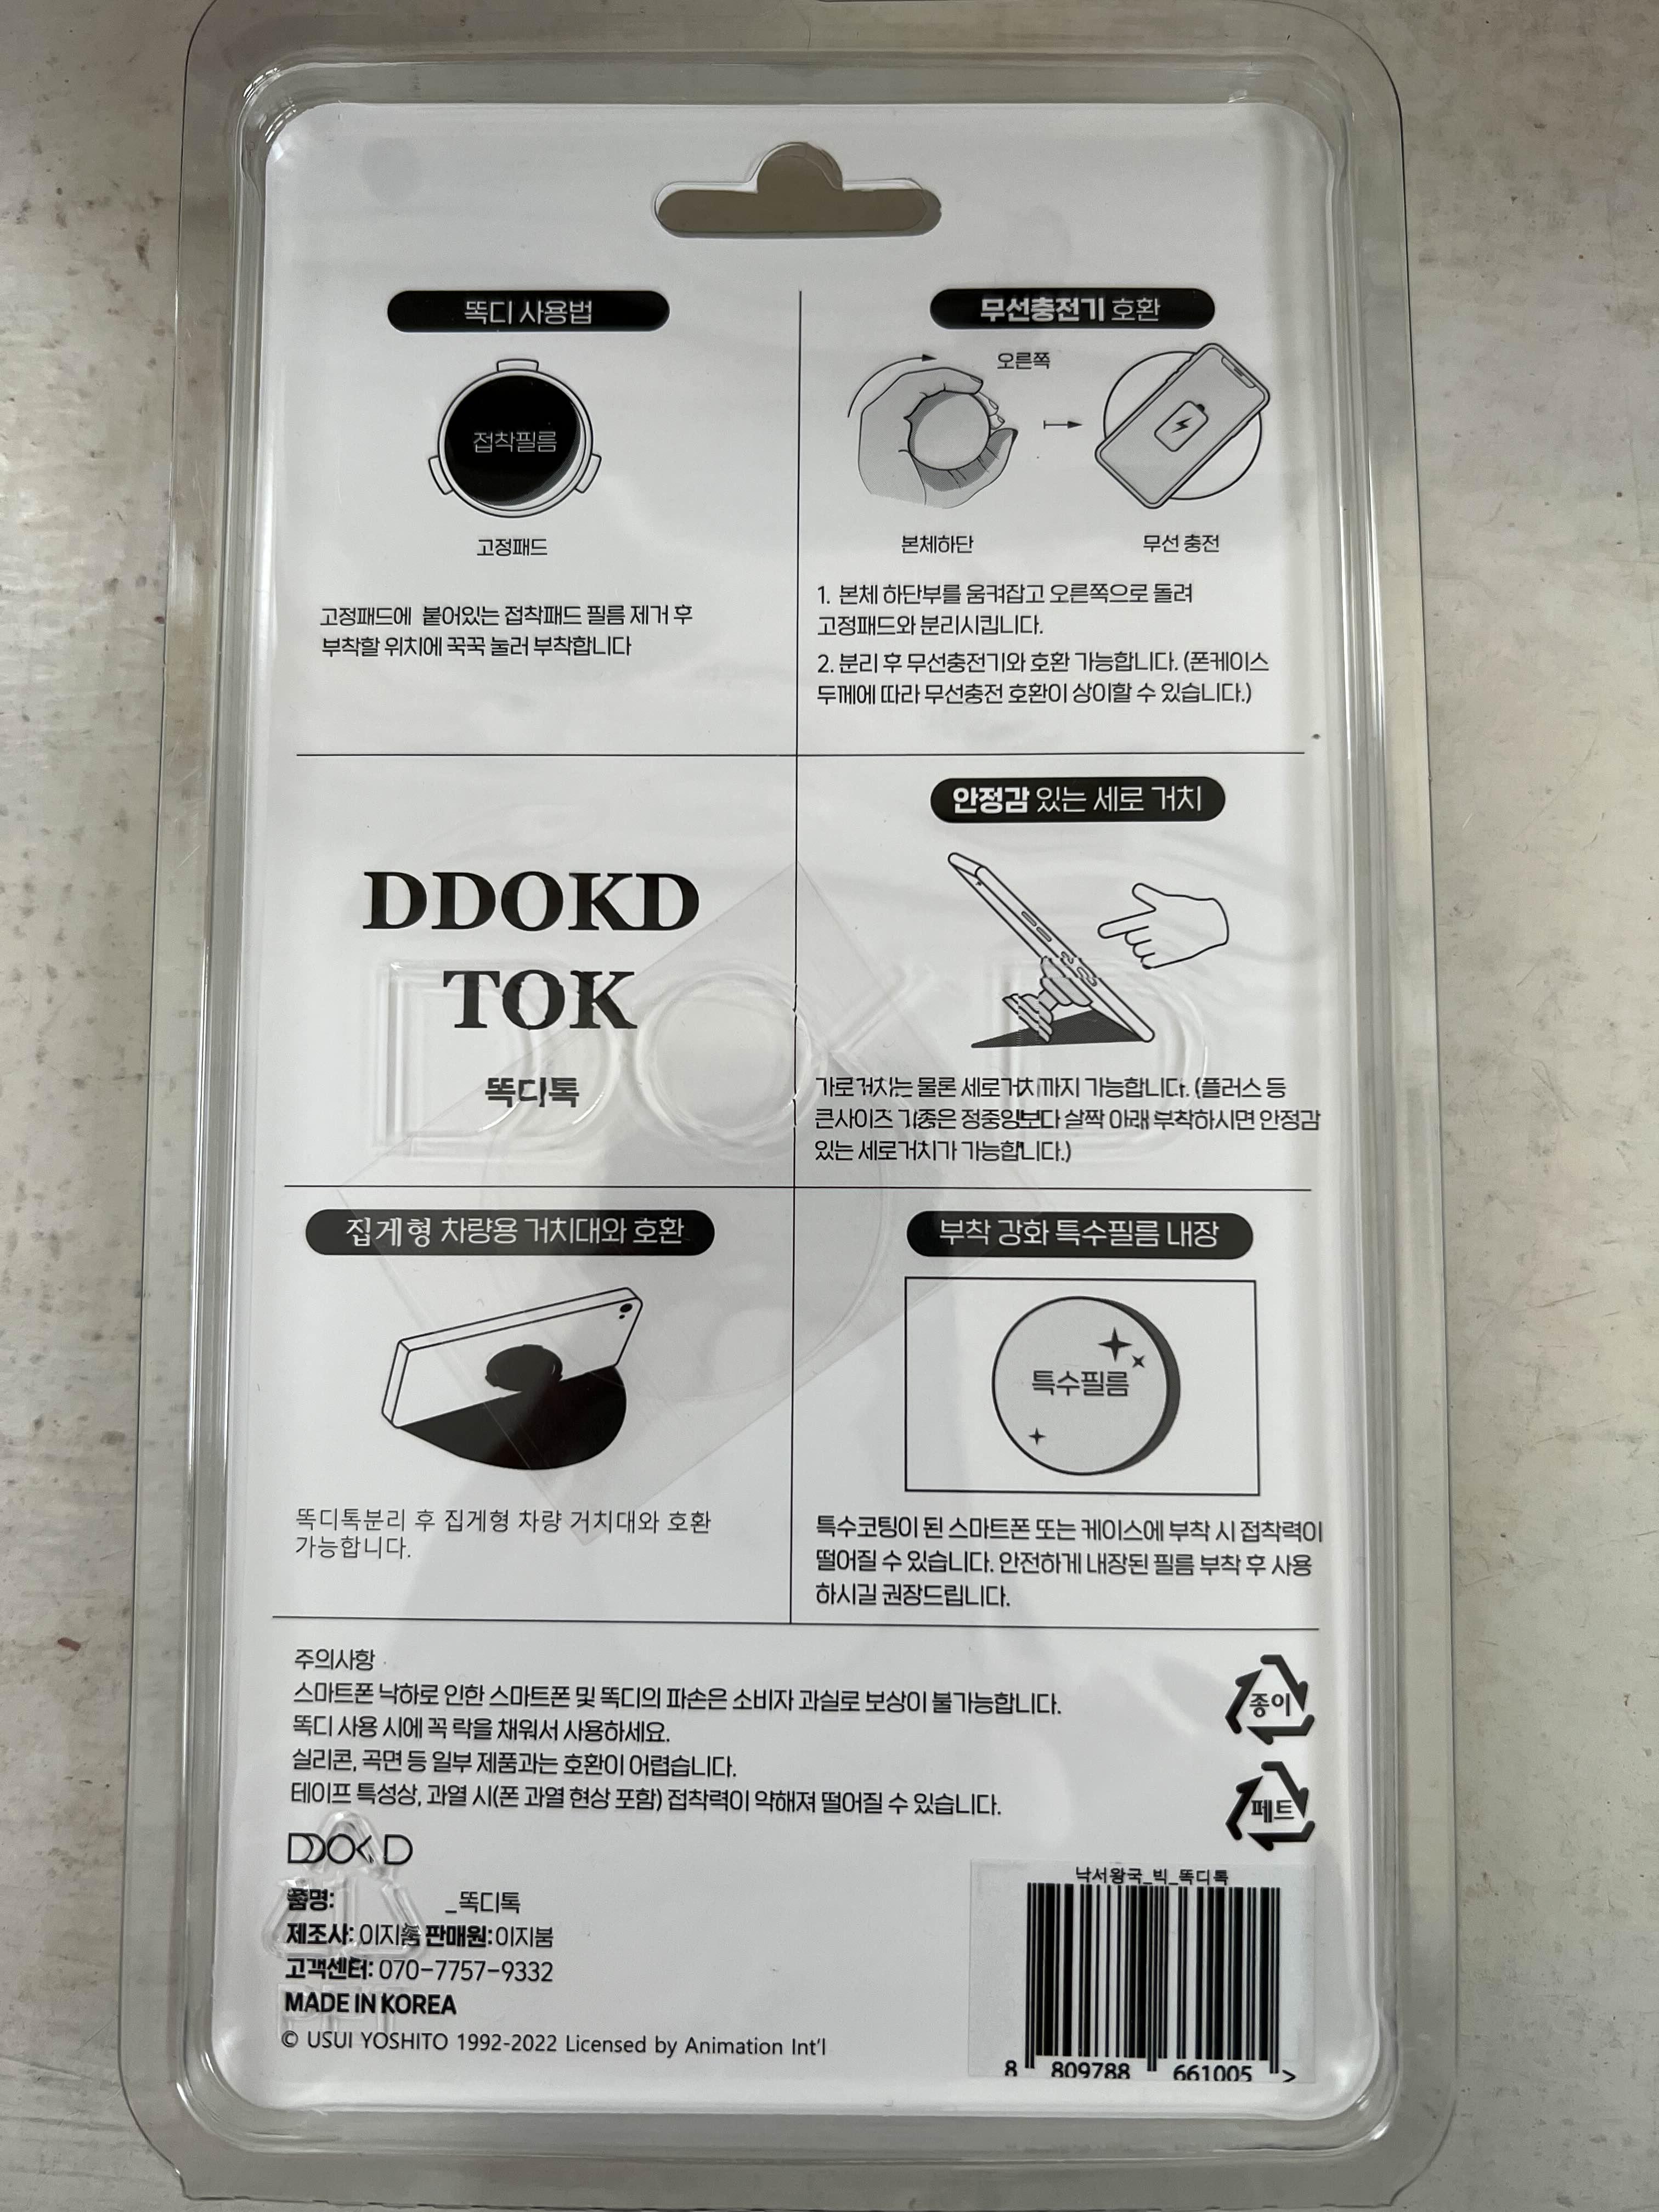 똑디 사용법
접착필름
고정패드
고정패드에 붙어있는 접착패드 필름 제거 후
부착할 위치에 꾹꾹 눌러 부착합니다
무선충전기 호환
오른쪽
본체하단
무선 충전
1. 본체 하단부를 움켜잡고 오른쪽으로 돌려
고정패드와 분리시킵니다.
2. 분리 후 무선충전기와 호환 가능합니다. (폰케이스
두께에 따라 무선충전 호환이 상이할 수 있습니다.)
DDOKD
TOK
똑디톡
안정감 있는 세로 거치
가로거치는 물론 세로거치까지 가능합니다. (플러스 등
큰사이즈 기종은 정중앙보다 살짝 아래 부착하시면 안정감
있는 세로거치가 가능합니다.)
집게형 차량용 거치대와 호환
똑디톡분리 후 집게형 차량 거치대와 호환
가능합니다.
부착 강화 특수필름 내장
특수필름
특수코팅이 된 스마트폰 또는 케이스에 부착 시 접착력이
떨어질 수 있습니다. 안전하게 내장된 필름 부착 후 사용
하시길 권장드립니다.
주의사항
스마트폰 낙하로 인한 스마트폰 및 똑디의 파손은 소비자 과실로 보상이 불가능합니다.
똑디 사용 시에 꼭 락을 채워서 사용하세요.
실리콘, 곡면 등 일부 제품과는 호환이 어렵습니다.
테이프 특성상, 과열 시(폰 과열 현상 포함) 접착력이 약해져 떨어질 수 있습니다.
종이
페트
DDOKD
품명: _똑디톡
제조사: 이지붐 판매원:이지붐
고객센터: 070-7757-9332
MADE IN KOREA
© USUI YOSHITO 1992-2022 Licensed by Animation Int'l
낙서왕국_빅_똑디톡
8 809788 661005 >
DOKD
PET